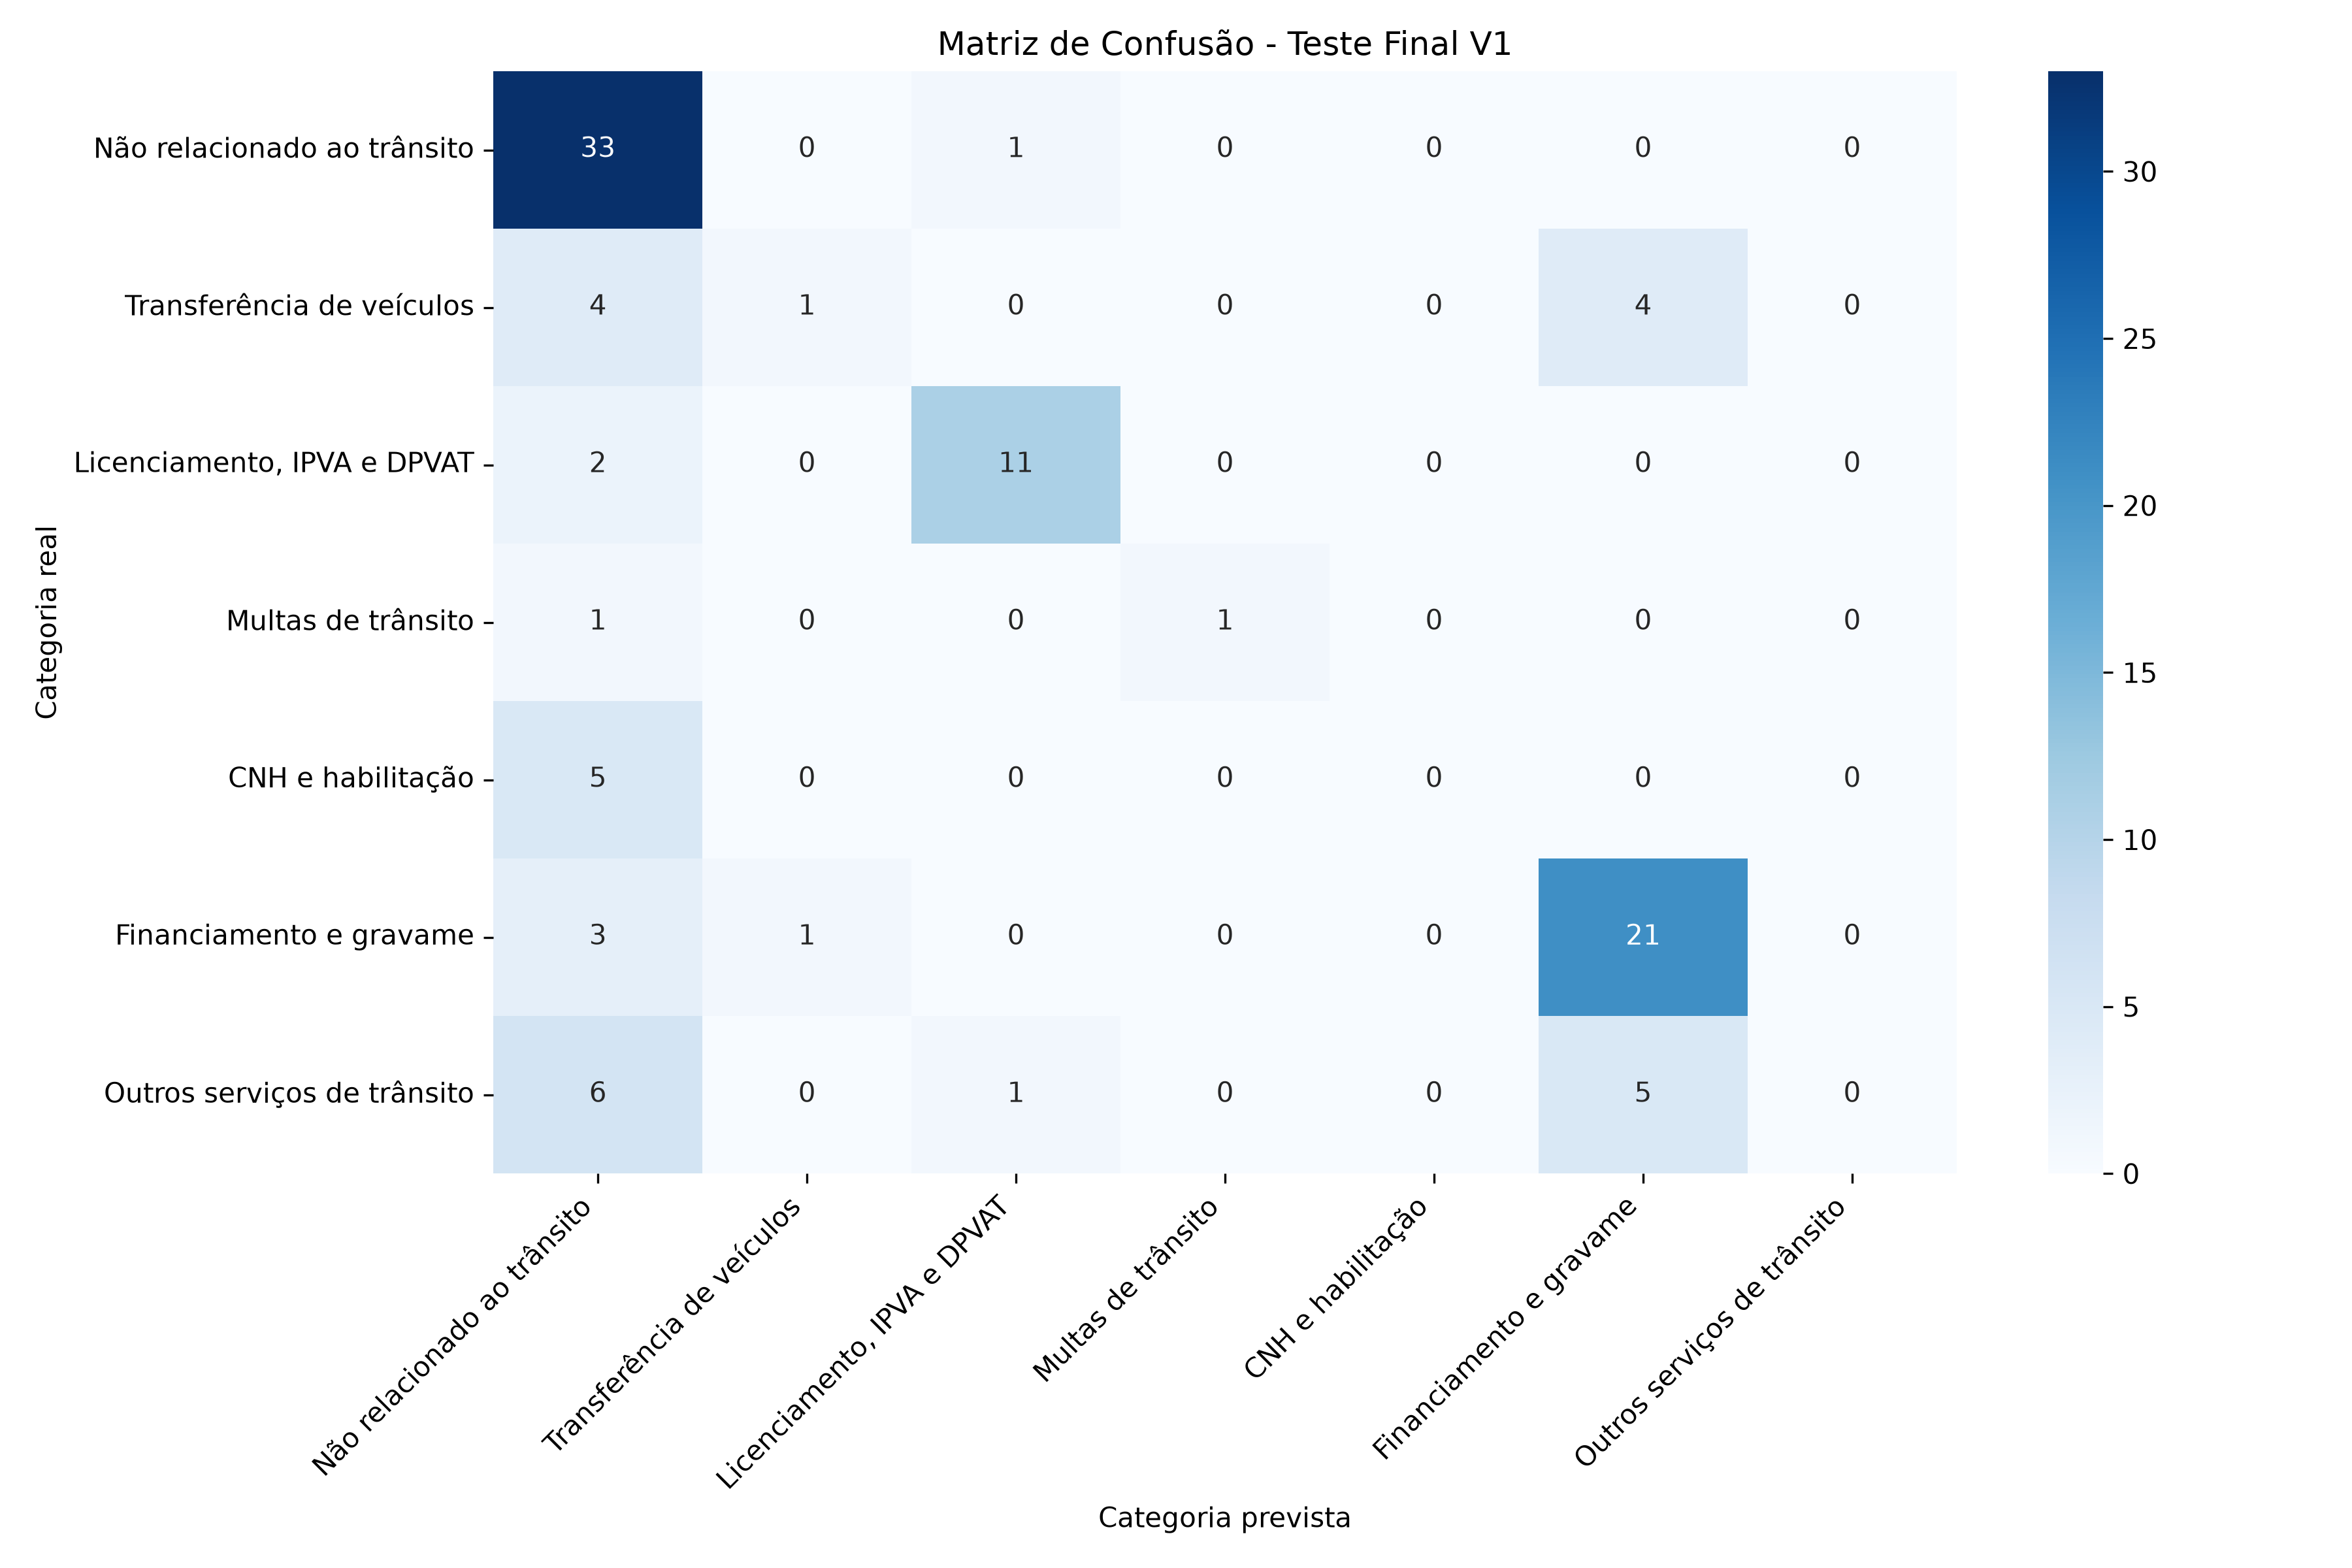 Matriz de Confusão - Teste Final V1
Não relacionado ao trânsito 33 0 1 0 0 0 0
Transferência de veículos 4 1 0 0 0 4 0
Licenciamento, IPVA e DPVAT 2 0 11 0 0 0 0
Multas de trânsito 1 0 0 1 0 0 0
CNH e habilitação 5 0 0 0 0 0 0
Financiamento e gravame 3 1 0 0 0 21 0
Outros serviços de trânsito 6 0 1 0 0 5 0
Categoria real
Não relacionado ao trânsito
Transferência de veículos
Licenciamento, IPVA e DPVAT
Multas de trânsito
CNH e habilitação
Financiamento e gravame
Outros serviços de trânsito
Categoria prevista
30
25
20
15
10
5
0